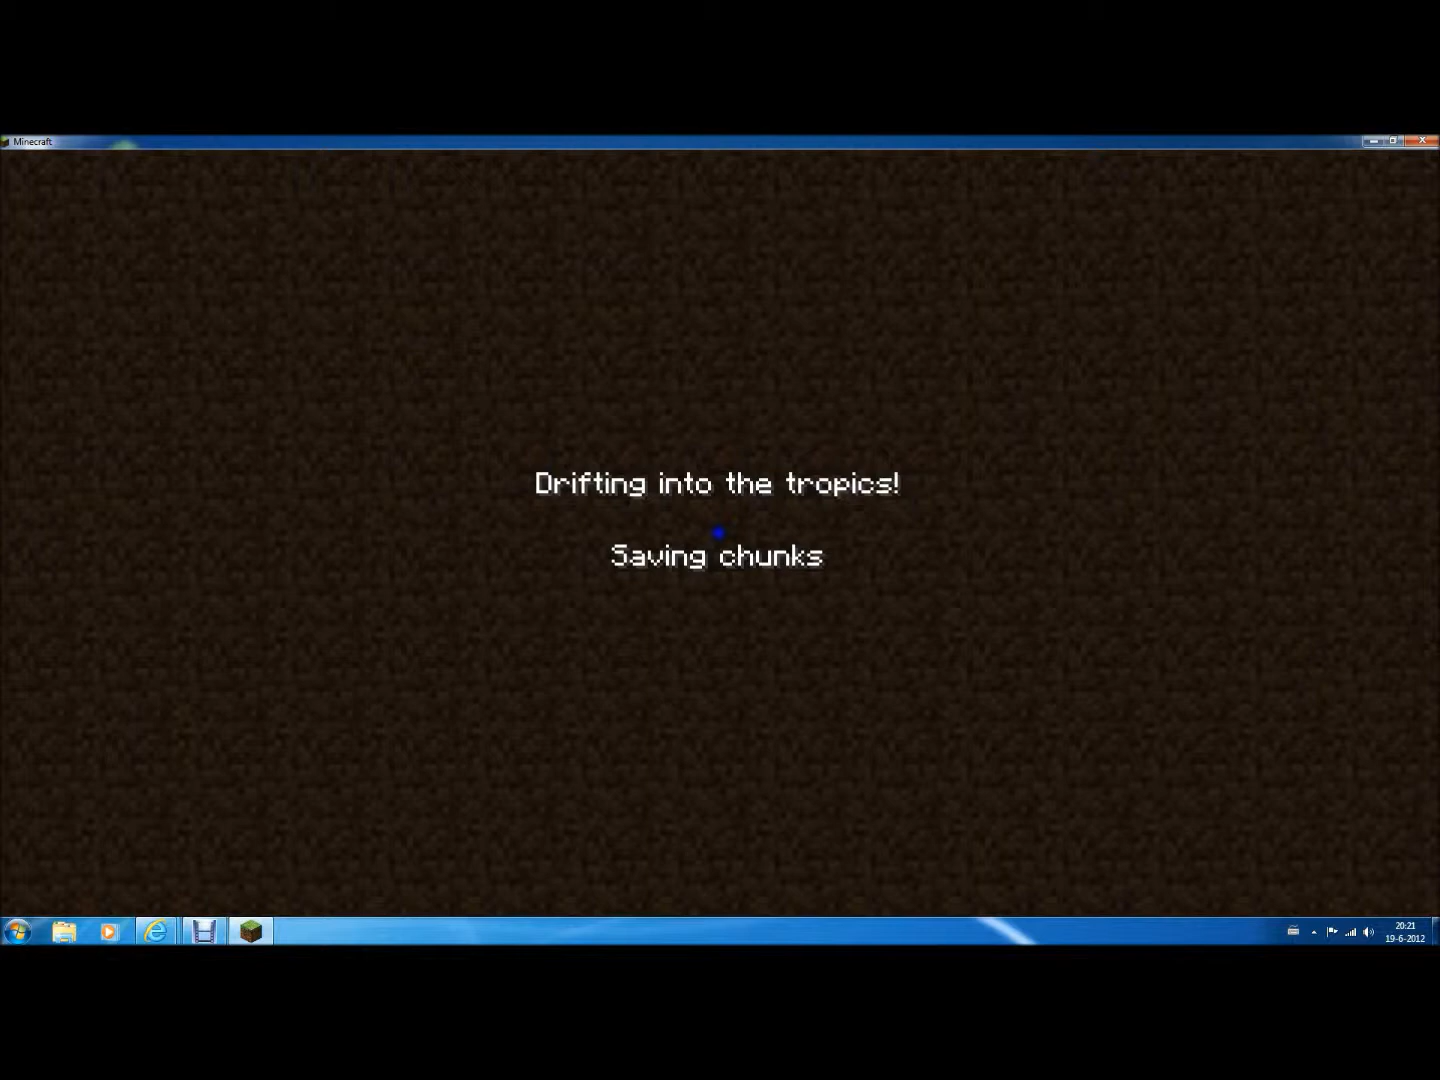 Minecraft
Drifting into the tropics!
Saving chunks
20:21
19-6-2012